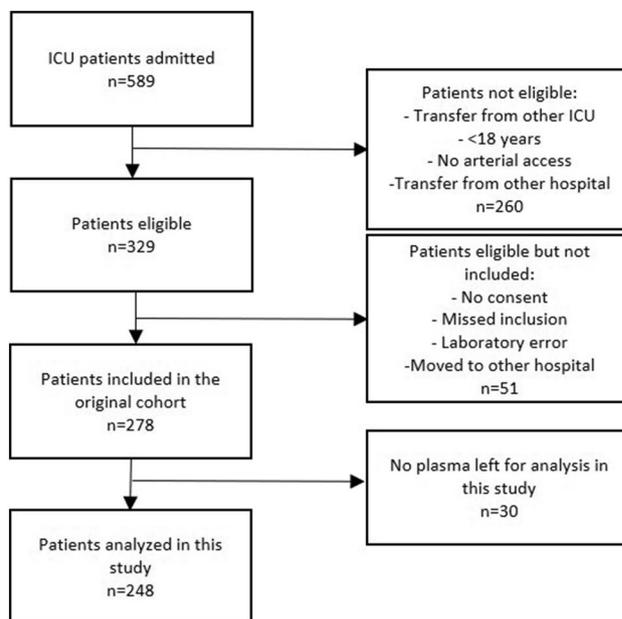 ICU patients admitted
n=589
Patients not eligible:
- Transfer from other ICU
- <18 years
- No arterial access
-Transfer from other hospital
n=260
Patients eligible
n=329
Patients eligible but not
included:
- No consent
- Missed inclusion
- Laboratory error
-Moved to other hospital
n=51
Patients included in the
original cohort
n=278
No plasma left for analysis in
this study
n=30
Patients analyzed in this
study
n=248